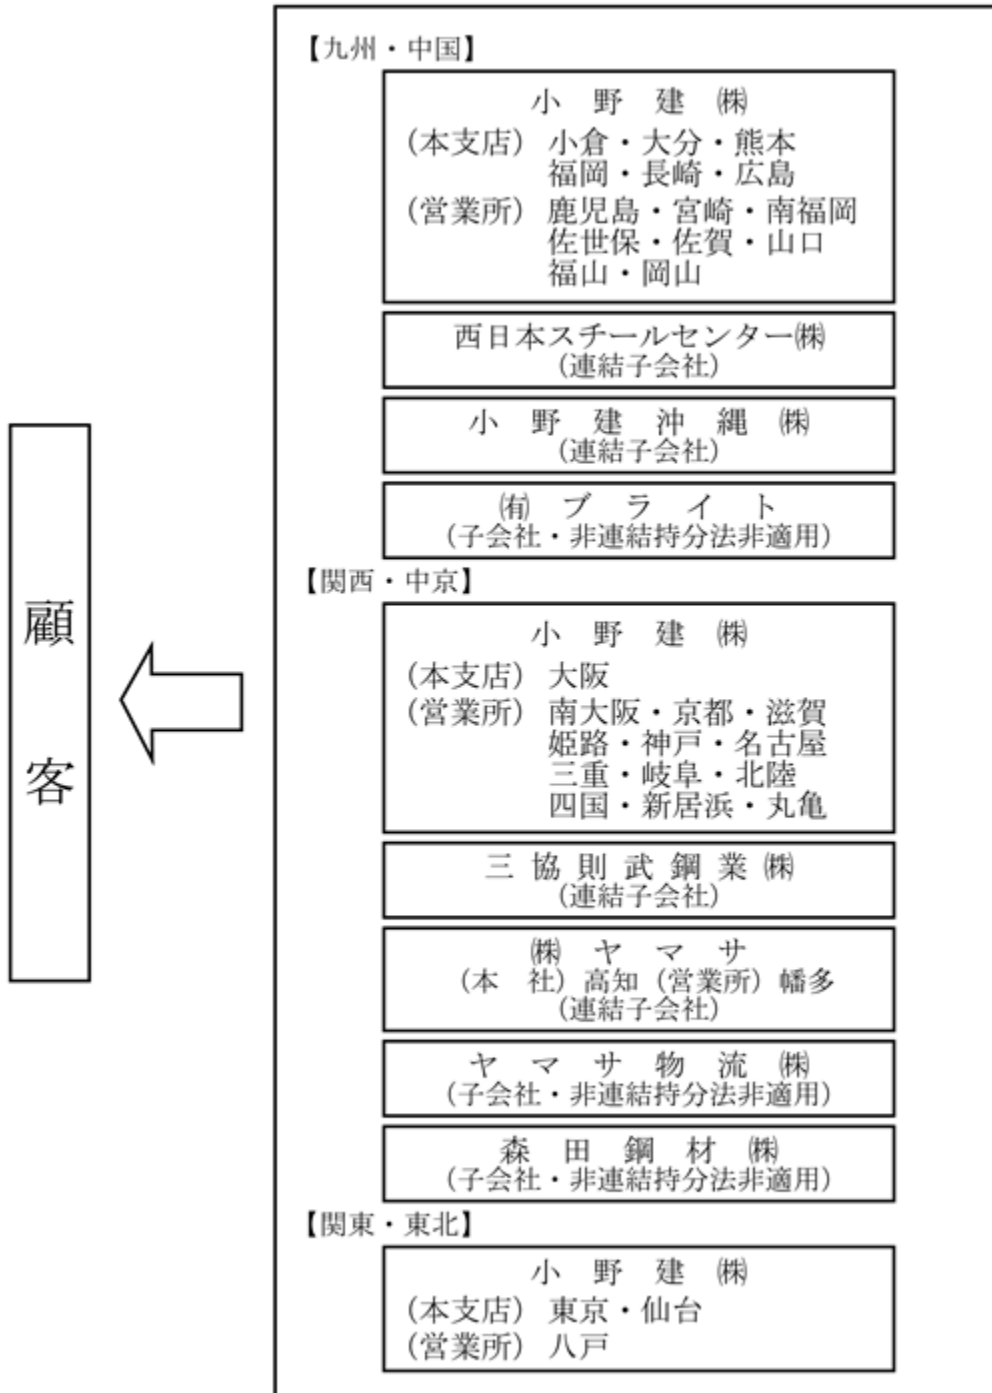 顧客
【九州・中国】
小野建㈱
(本支店) 小倉・大分・熊本
福岡・長崎・広島
(営業所) 鹿児島・宮崎・南福岡
佐世保・佐賀・山口
福山・岡山
西日本スチールセンター㈱
(連結子会社)
小野建沖縄㈱
(連結子会社)
㈲ブライト
(子会社・非連結持分法非適用)
【関西・中京】
小野建㈱
(本支店) 大阪
(営業所) 南大阪・京都・滋賀
姫路・神戸・名古屋
三重・岐阜・北陸
四国・新居浜・丸亀
三協則武鋼業㈱
(連結子会社)
㈱ヤマサ
(本社) 高知 (営業所) 幡多
(連結子会社)
ヤマサ物流㈱
(子会社・非連結持分法非適用)
森田鋼材㈱
(子会社・非連結持分法非適用)
【関東・東北】
小野建㈱
(本支店) 東京・仙台
(営業所) 八戸